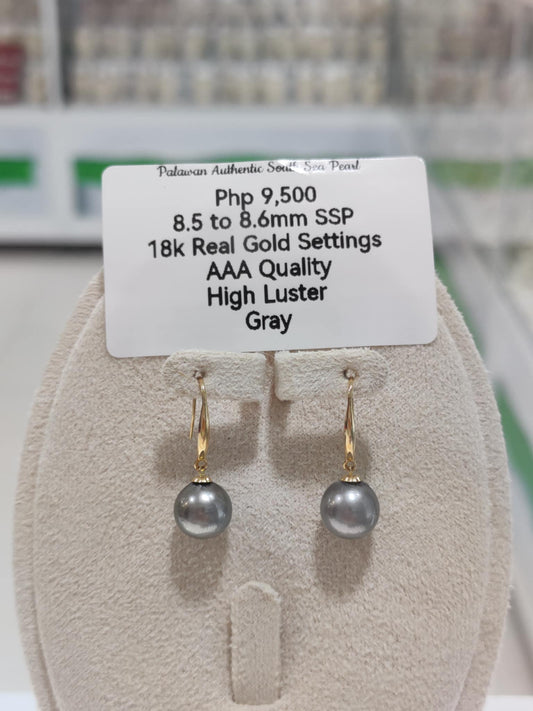 Palawan Authentic South Sea Pearl
Php 9,500
8.5 to 8.6mm SSP
18k Real Gold Settings
AAA Quality
High Luster
Gray